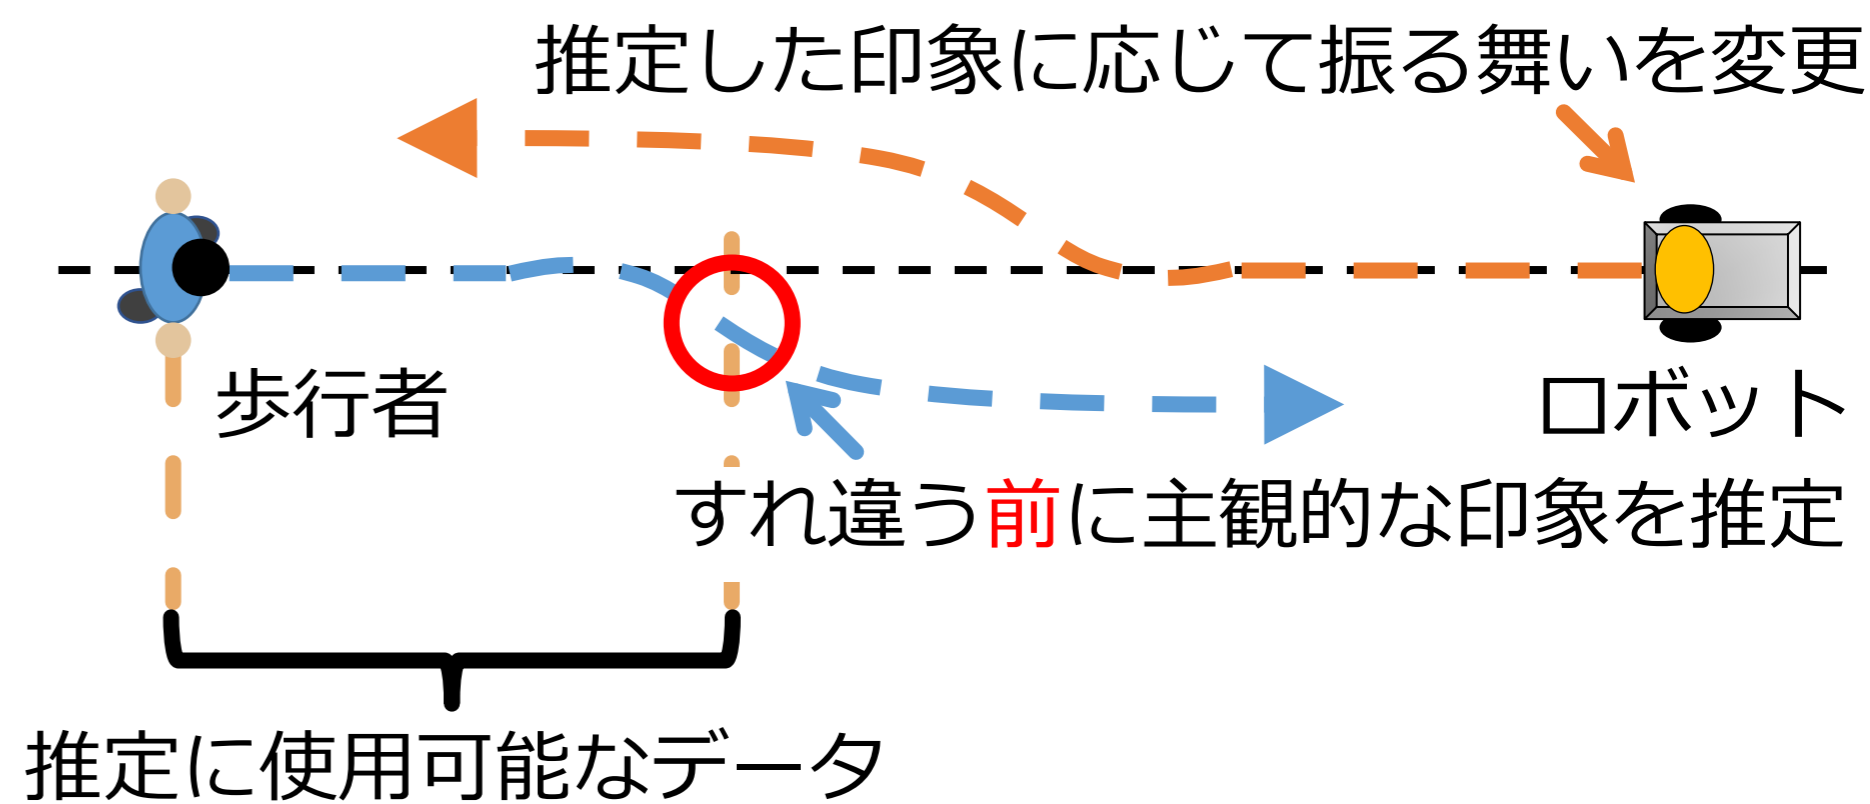 推定した印象に応じて振る舞いを変更
歩行者
ロボット
すれ違う前に主観的な印象を推定
推定に使用可能なデータ